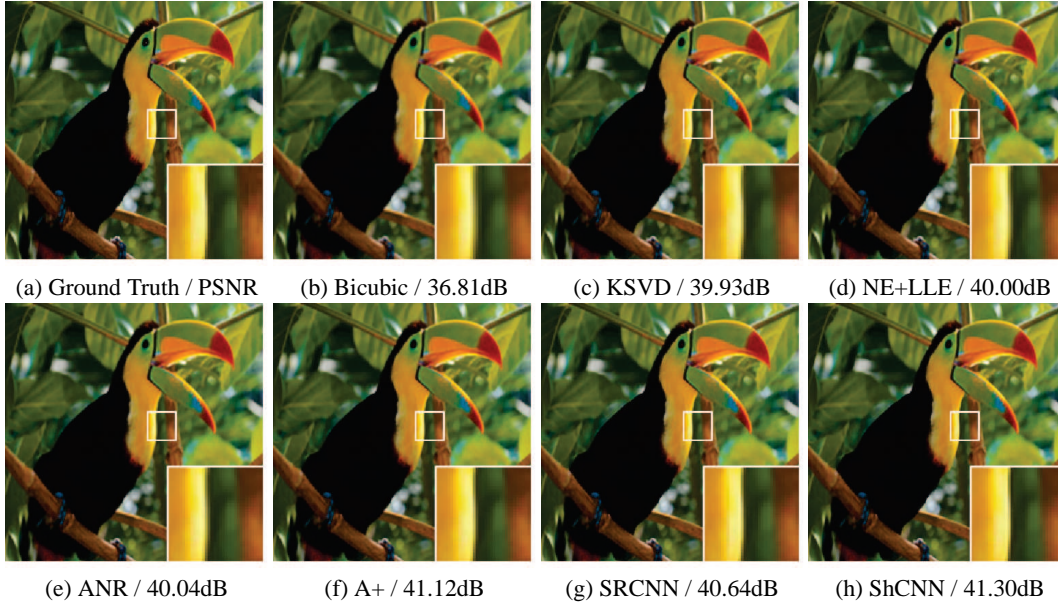 (a) Ground Truth / PSNR
(b) Bicubic / 36.81dB
(c) KSVD / 39.93dB
(d) NE+LLE / 40.00dB
(e) ANR / 40.04dB
(f) A+ / 41.12dB
(g) SRCNN / 40.64dB
(h) ShCNN / 41.30dB